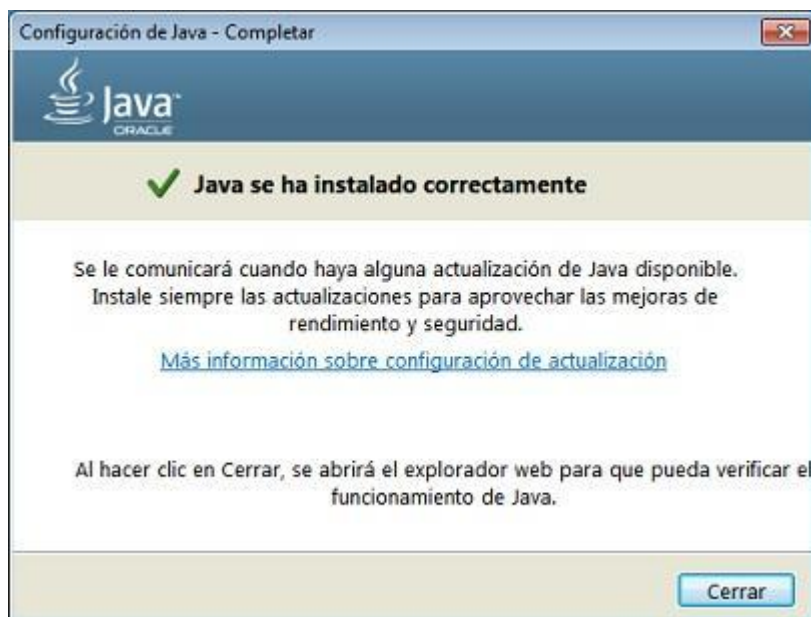 Configuración de Java - Completar
Java™
ORACLE
Java se ha instalado correctamente
Se le comunicará cuando haya alguna actualización de Java disponible.
Instale siempre las actualizaciones para aprovechar las mejoras de
rendimiento y seguridad.
Más información sobre configuración de actualización
Al hacer clic en Cerrar, se abrirá el explorador web para que pueda verificar el
funcionamiento de Java.
Cerrar